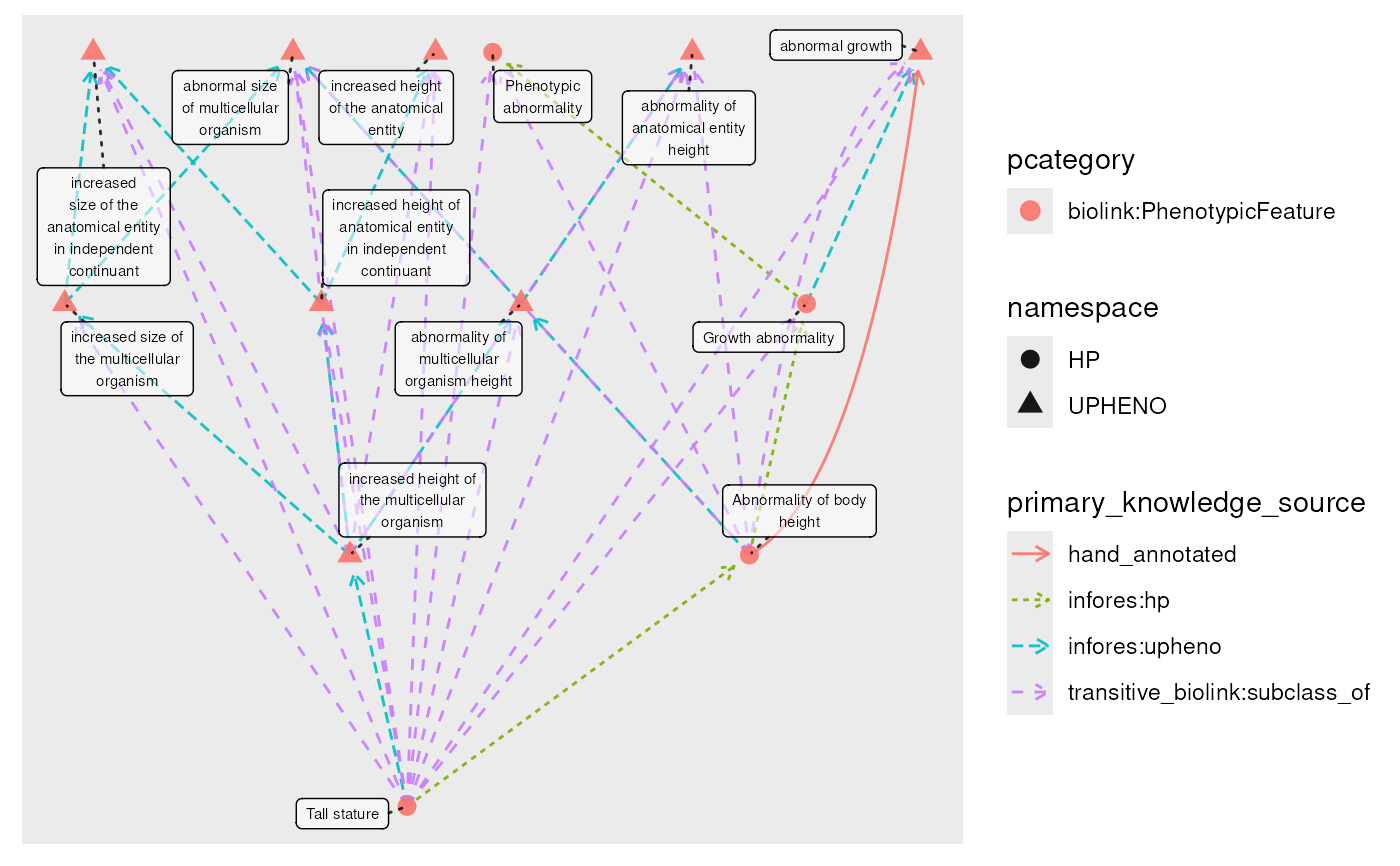 abnormal growth
abnormal size
of multicellular
organism
increased height
of the anatomical
entity
Phenotypic
abnormality
abnormality of
anatomical entity
height
increased
size of the
anatomical entity
in independent
continuant
increased height of
anatomical entity
in independent
continuant
increased size of
the multicellular
organism
abnormality of
multicellular
organism height
Growth abnormality
increased height of
the multicellular
organism
Abnormality of body
height
Tall stature
pcategory
biolink:PhenotypicFeature
namespace
HP
UPHENO
primary_knowledge_source
hand_annotated
infores:hp
infores:upheno
transitive_biolink:subclass_of